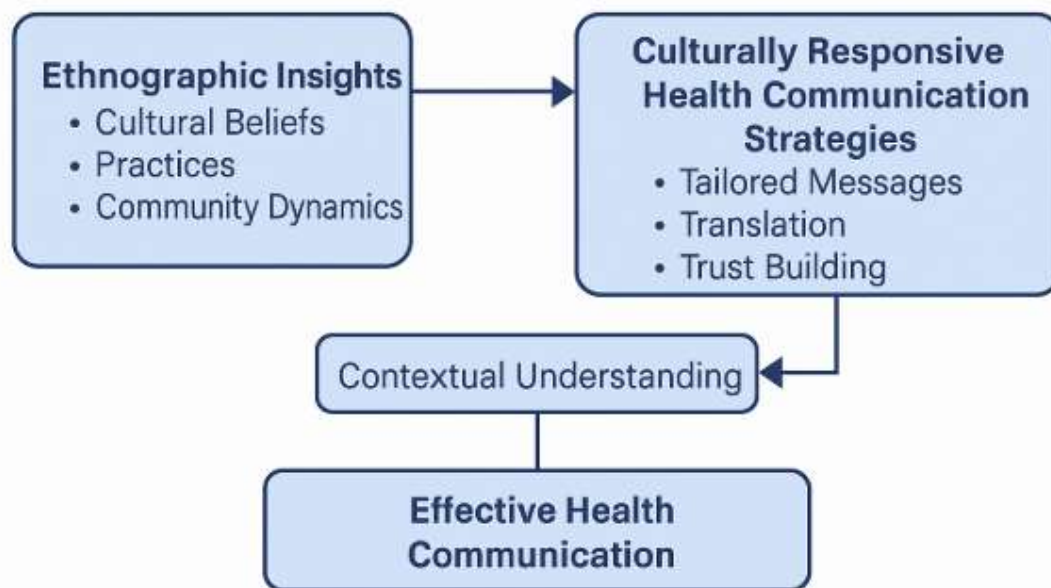 Ethnographic Insights
• Cultural Beliefs
• Practices
• Community Dynamics
Culturally Responsive
Health Communication
Strategies
• Tailored Messages
• Translation
• Trust Building
Contextual Understanding
Effective Health
Communication